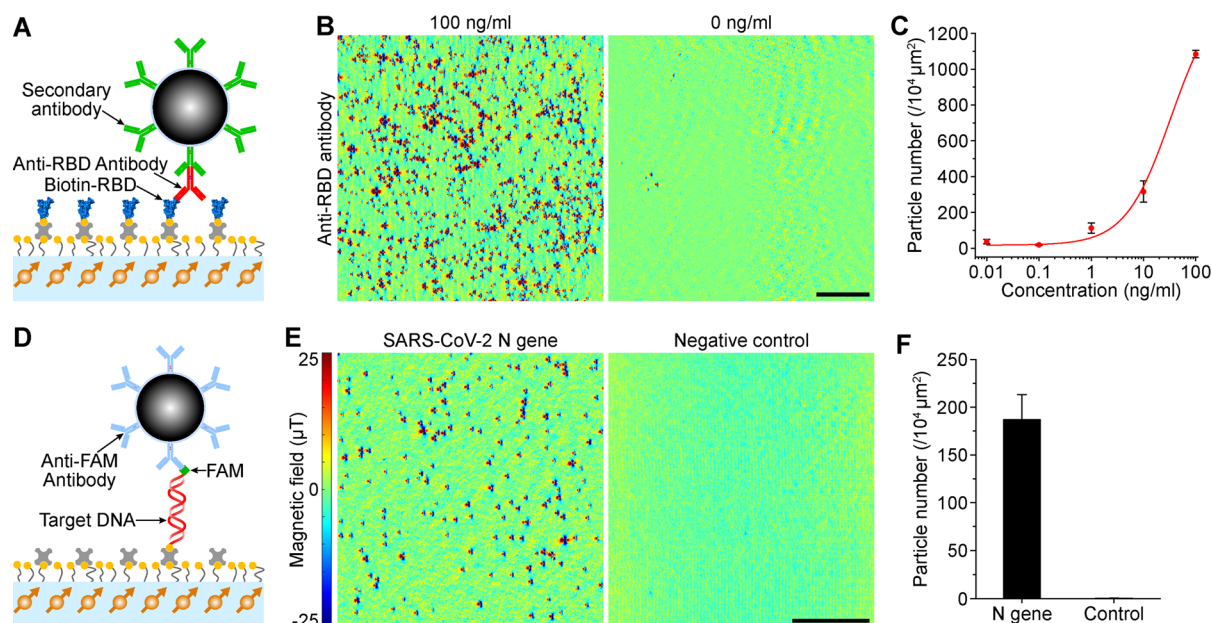 A
Secondary
antibody
Anti-RBD Antibody
Biotin-RBD
B
100 ng/ml
0 ng/ml
Anti-RBD antibody
C
Particle number (/10⁴ µm²)
1200
1000
800
600
400
200
0
0.01
0.1
1
10
100
Concentration (ng/ml)
D
Anti-FAM
Antibody
FAM
Target DNA
E
SARS-CoV-2 N gene
Negative control
Magnetic field (µT)
25
0
-25
F
Particle number (/10⁴ µm²)
250
200
150
100
50
0
N gene
Control